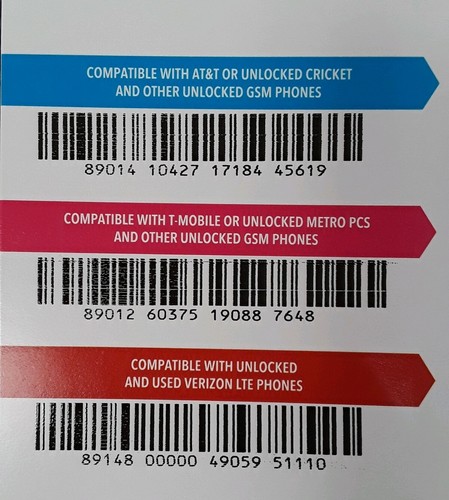 COMPATIBLE WITH AT&T OR UNLOCKED CRICKET
AND OTHER UNLOCKED GSM PHONES
89014 10427 17184 45619
COMPATIBLE WITH T-MOBILE OR UNLOCKED METRO PCS
AND OTHER UNLOCKED GSM PHONES
89012 60375 19088 7648
COMPATIBLE WITH UNLOCKED
AND USED VERIZON LTE PHONES
89148 00000 49059 51110